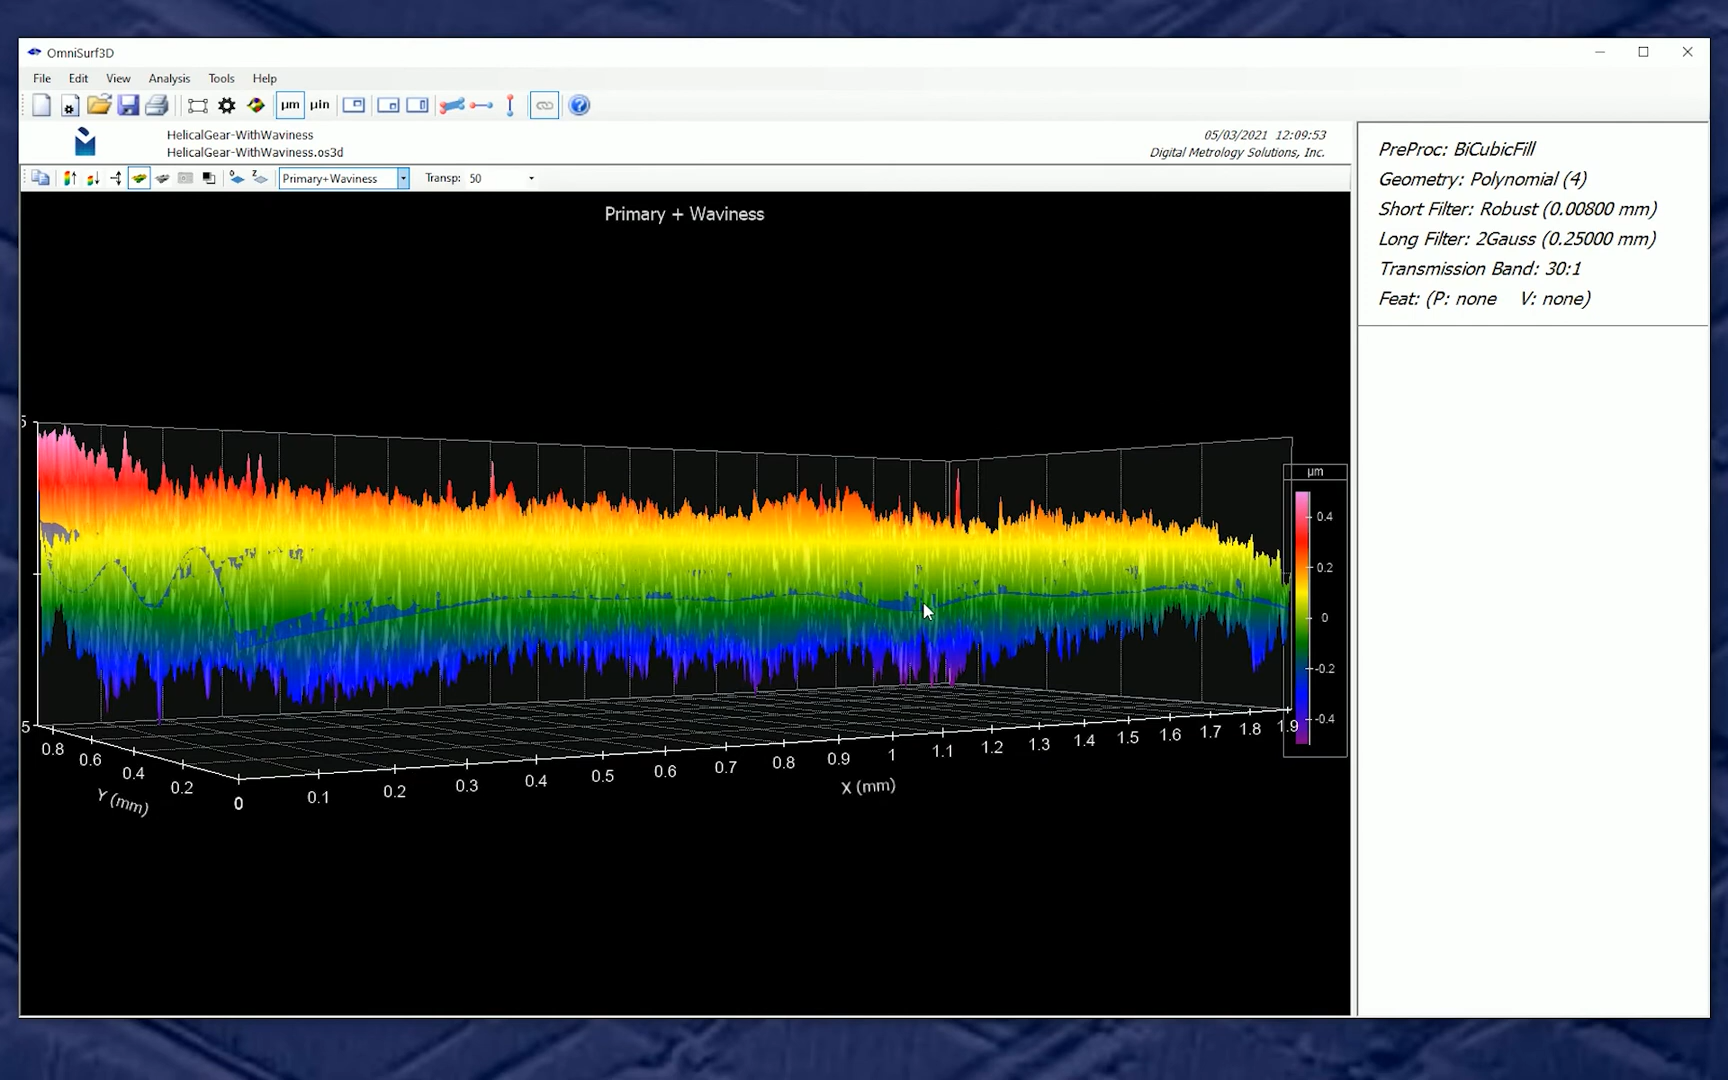 OmniSurf3D
File Edit View Analysis Tools Help
µm µin
HelicalGear-WithWaviness
HelicalGear-WithWaviness.os3d
05/03/2021 12:09:53
Digital Metrology Solutions, Inc.
Primary+Waviness Transp: 50
Primary + Waviness
PreProc: BiCubicFill
Geometry: Polynomial (4)
Short Filter: Robust (0.00800 mm)
Long Filter: 2Gauss (0.25000 mm)
Transmission Band: 30:1
Feat: (P: none V: none)
5
5
µm
0.4
0.2
0
-0.2
-0.4
0.8 0.6 0.4 0.2 0
Y (mm)
0.1 0.2 0.3 0.4 0.5 0.6 0.7 0.8 0.9 1 1.1 1.2 1.3 1.4 1.5 1.6 1.7 1.8 1.9
X (mm)